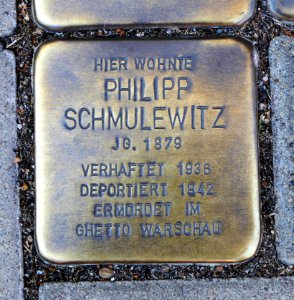 HIER WOHNTE
PHILIPP
SCHMULEWITZ
JG. 1879
VERHAFTET 1936
DEPORTIERT 1942
ERMORDET IM
GHETTO WARSCHAU